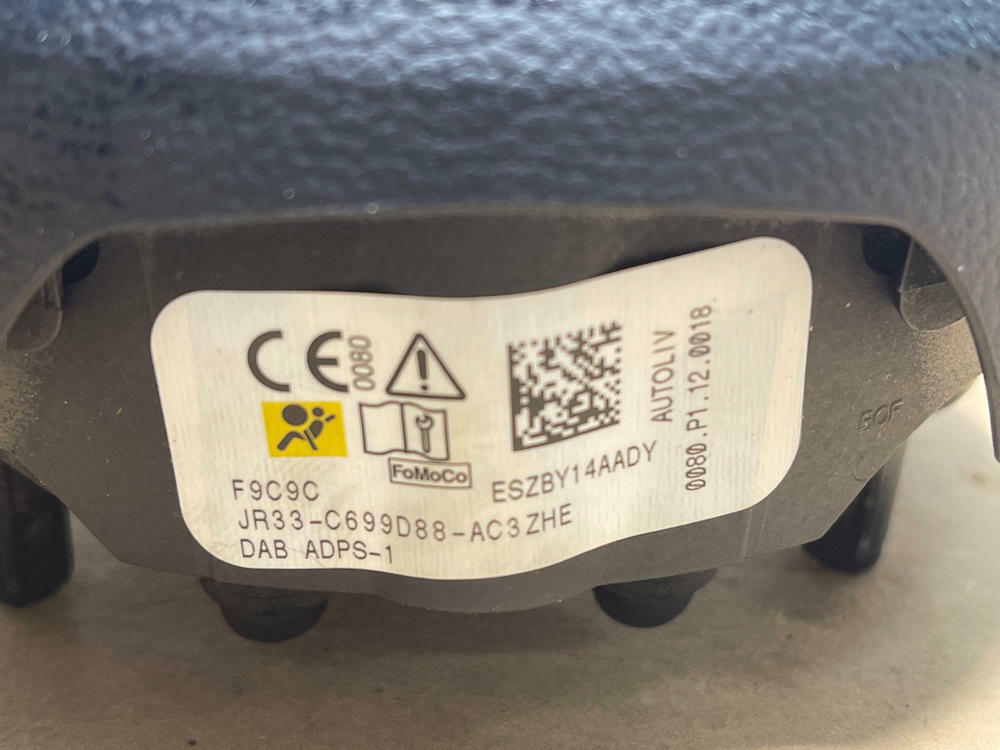 CE 0080
FoMoCo
F9C9C
JR33-C699D88-AC3ZHE
DAB ADPS-1
ESZBY14AADY
AUTOLIV
0080.P1.12.0018